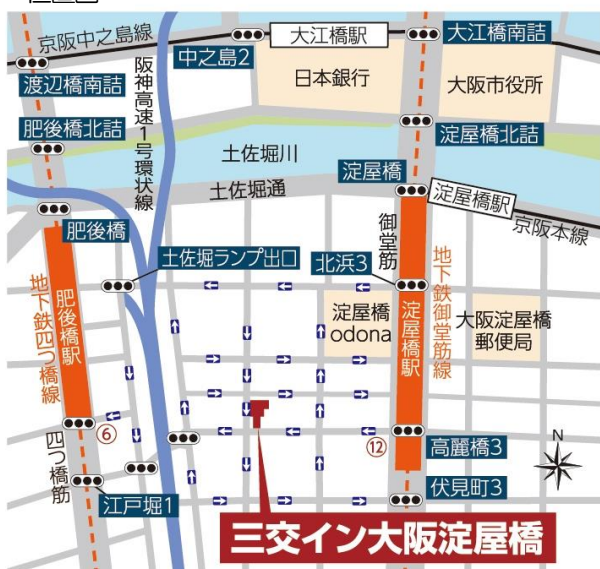 京阪中之島線
中之島2
大江橋駅
大江橋南詰
渡辺橋南詰
阪神高速1号環状線
日本銀行
大阪市役所
肥後橋北詰
淀屋橋北詰
土佐堀川
土佐堀通
淀屋橋
淀屋橋駅
京阪本線
肥後橋
御堂筋
土佐堀ランプ出口
北浜3
地下鉄四つ橋線
肥後橋駅
淀屋橋
odona
淀屋橋駅
地下鉄御堂筋線
大阪淀屋橋
郵便局
⑥
⑫
高麗橋3
四つ橋筋
江戸堀1
伏見町3
N
三交イン大阪淀屋橋